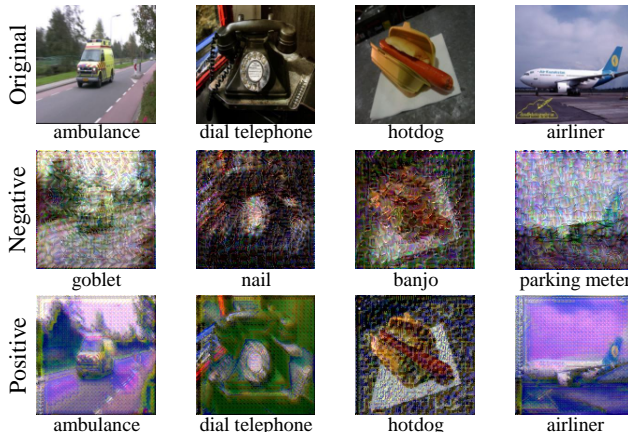 Original
ambulance
dial telephone
hotdog
airliner
Negative
goblet
nail
banjo
parking meter
Positive
ambulance
dial telephone
hotdog
airliner